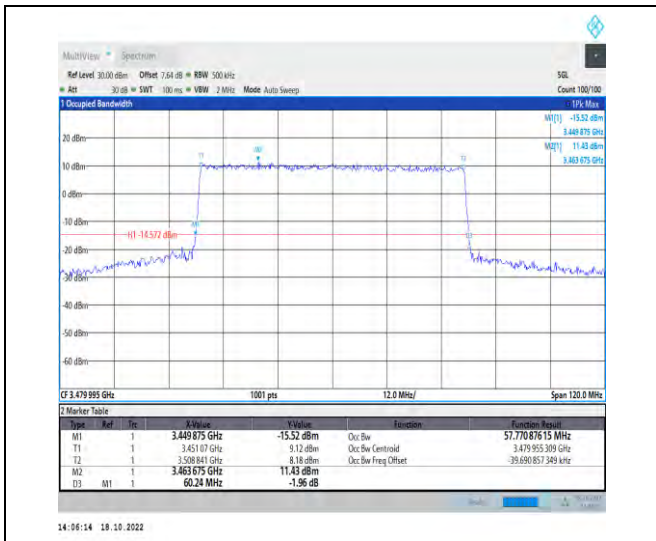 MultiView Spectrum
Ref Level 30.00 dBm Offset 7.64 dB RBW 500 kHz SGL
Att 30 dB SWT 100 ms VBW 2 MHz Mode Auto Sweep Count 100/100
1 Occupied Bandwidth 1Pk Max
M1[1] -15.52 dBm
3.449 875 GHz
M2[1] 11.43 dBm
3.463 675 GHz
20 dBm
M2
T1 T2
10 dBm
0 dBm
-10 dBm
M1
H1 -14.572 dBm
D3
-20 dBm
-30 dBm
-40 dBm
-50 dBm
-60 dBm
CF 3.479 995 GHz 1001 pts 12.0 MHz/ Span 120.0 MHz
2 Marker Table
Type Ref Trc X-Value Y-Value Function Function Result
M1 1 3.449 875 GHz -15.52 dBm Occ Bw 57.770 876 15 MHz
T1 1 3.451 07 GHz 9.12 dBm Occ Bw Centroid 3.479 955 309 GHz
T2 1 3.508 841 GHz 8.18 dBm Occ Bw Freq Offset -39.690 857 349 kHz
M2 1 3.463 675 GHz 11.43 dBm
D3 M1 1 60.24 MHz -1.96 dB
14:06:14 18.10.2022